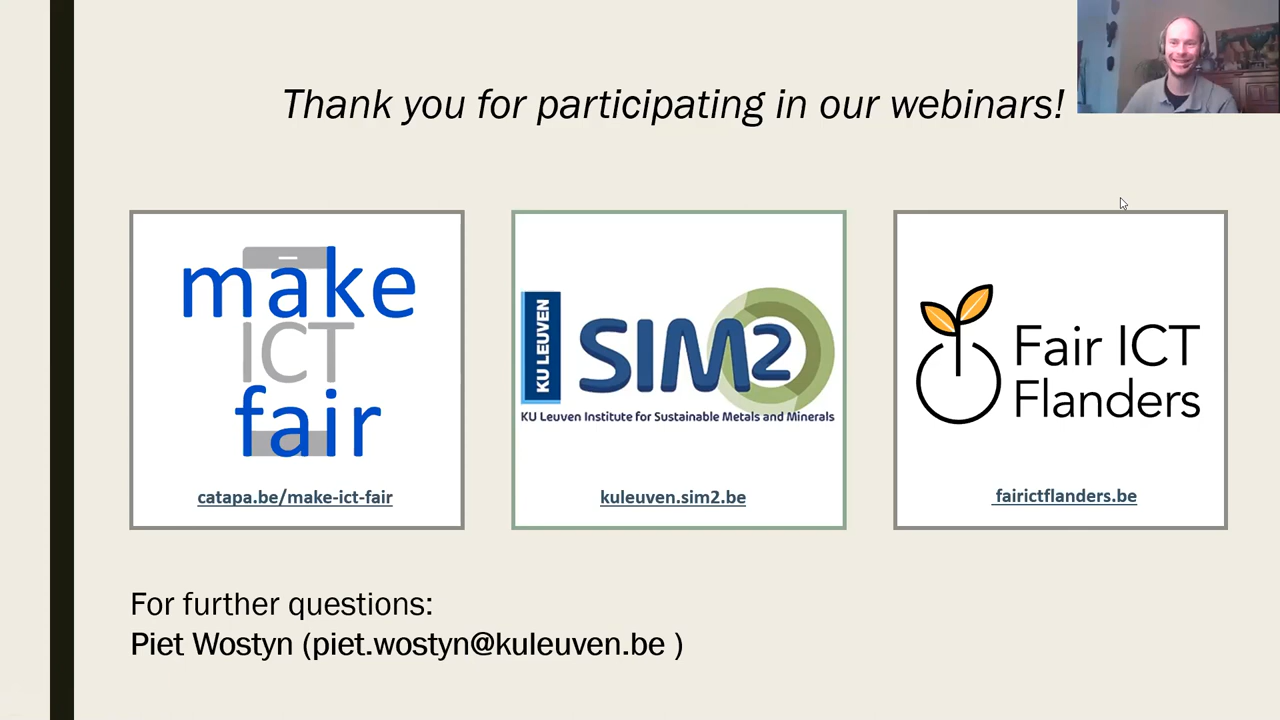 Thank you for participating in our webinars!
make
ICT
fair
catapa.be/make-ict-fair
KU LEUVEN
SIM2
KU Leuven Institute for Sustainable Metals and Minerals
kuleuven.sim2.be
Fair ICT
Flanders
fairictflanders.be
For further questions:
Piet Wostyn (piet.wostyn@kuleuven.be )